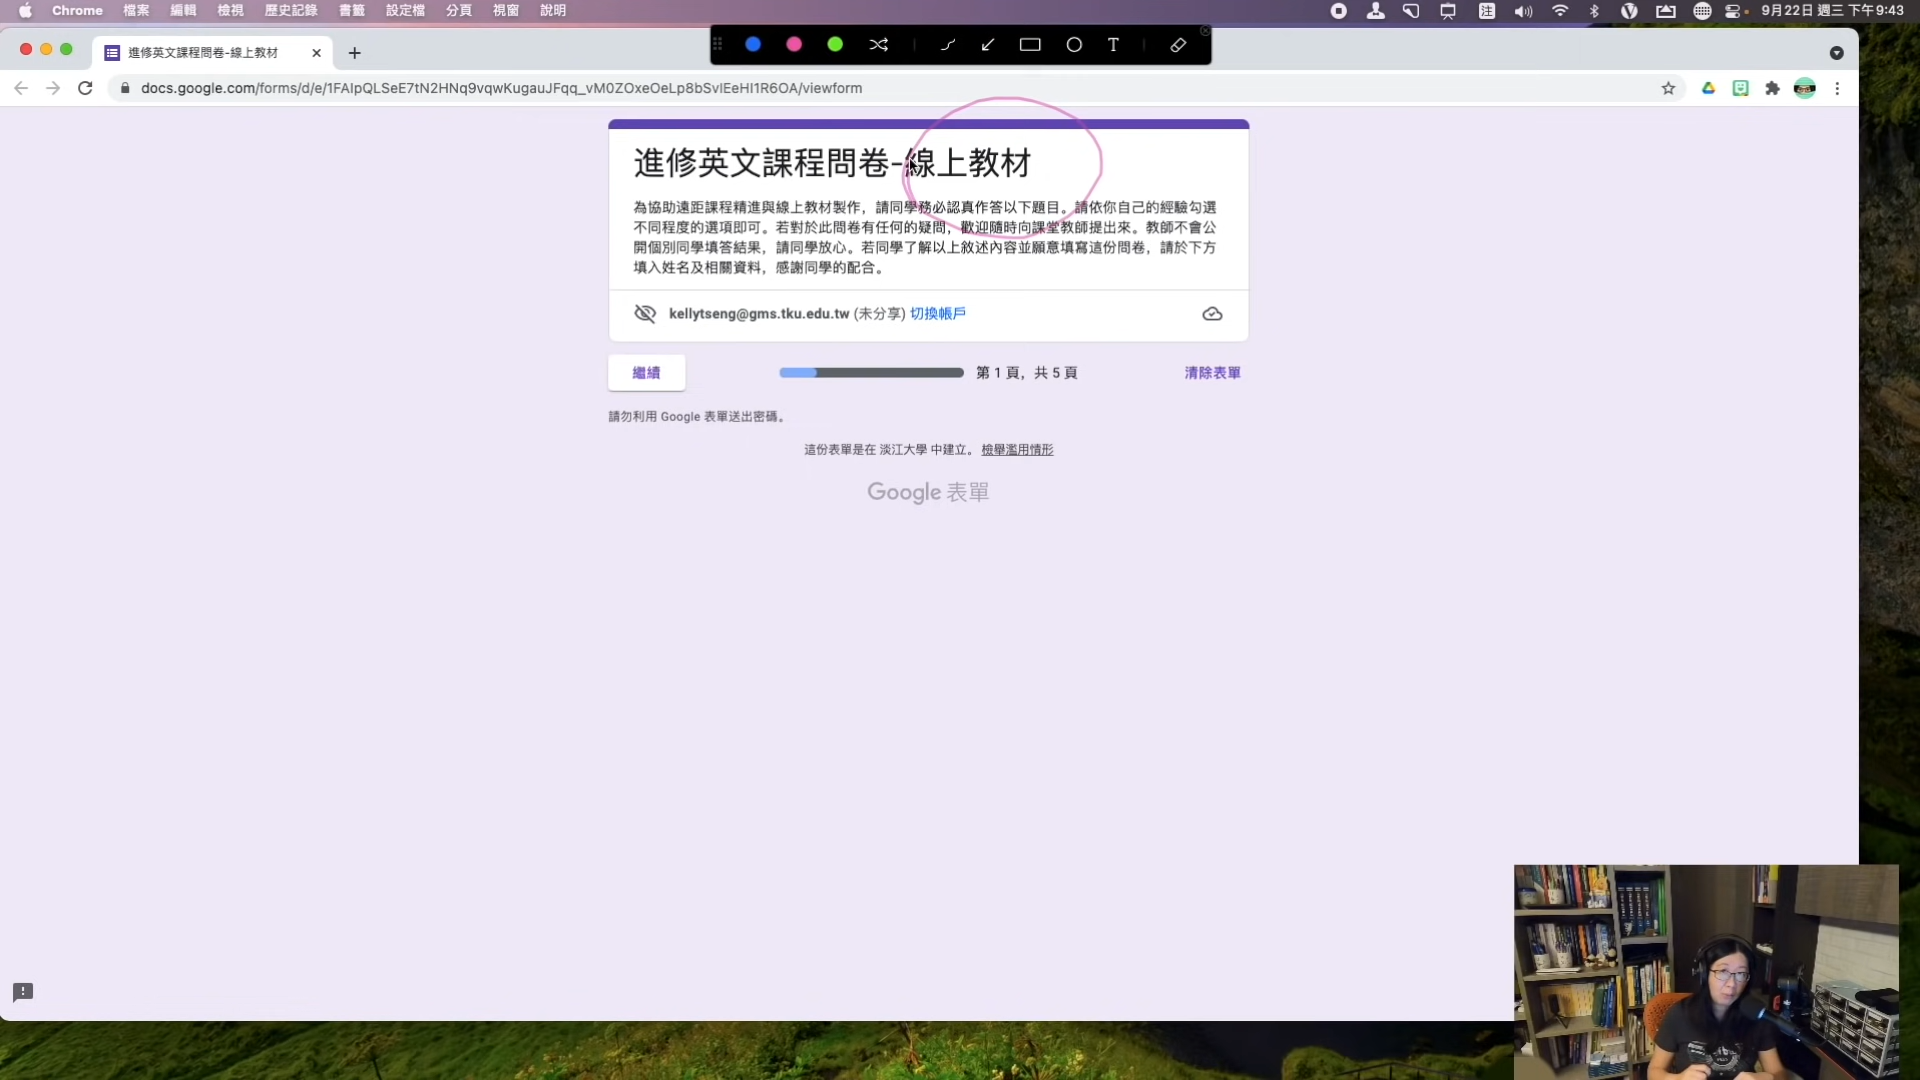 Chrome 檔案 編輯 檢視 歷史記錄 書籤 設定檔 分頁 視窗 說明
注 9月22日 週三 下午9:43
進修英文課程問卷-線上教材
T
docs.google.com/forms/d/e/1FAIpQLSeE7tN2HNq9vqwKugauJFqq_vM0ZOxeOeLp8bSvlEeHI1R6OA/viewform
進修英文課程問卷-線上教材
為協助遠距課程精進與線上教材製作，請同學務必認真作答以下題目。請依你自己的經驗勾選
不同程度的選項即可。若對於此問卷有任何的疑問，歡迎隨時向課堂教師提出來。教師不會公
開個別同學填答結果，請同學放心。若同學了解以上敘述內容並願意填寫這份問卷，請於下方
填入姓名及相關資料，感謝同學的配合。
kellytseng@gms.tku.edu.tw (未分享) 切換帳戶
繼續 第 1 頁，共 5 頁 清除表單
請勿利用 Google 表單送出密碼。
這份表單是在 淡江大學 中建立。 檢舉濫用情形
Google 表單